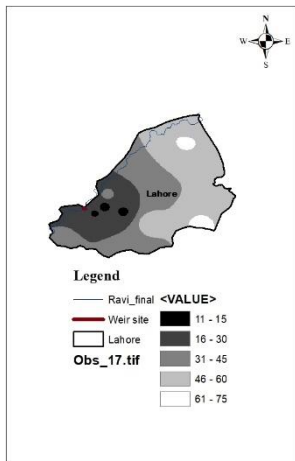 N
W E
S
Lahore
Legend
Ravi_final
Weir site
Lahore
Obs_17.tif
<VALUE>
11 - 15
16 - 30
31 - 45
46 - 60
61 - 75